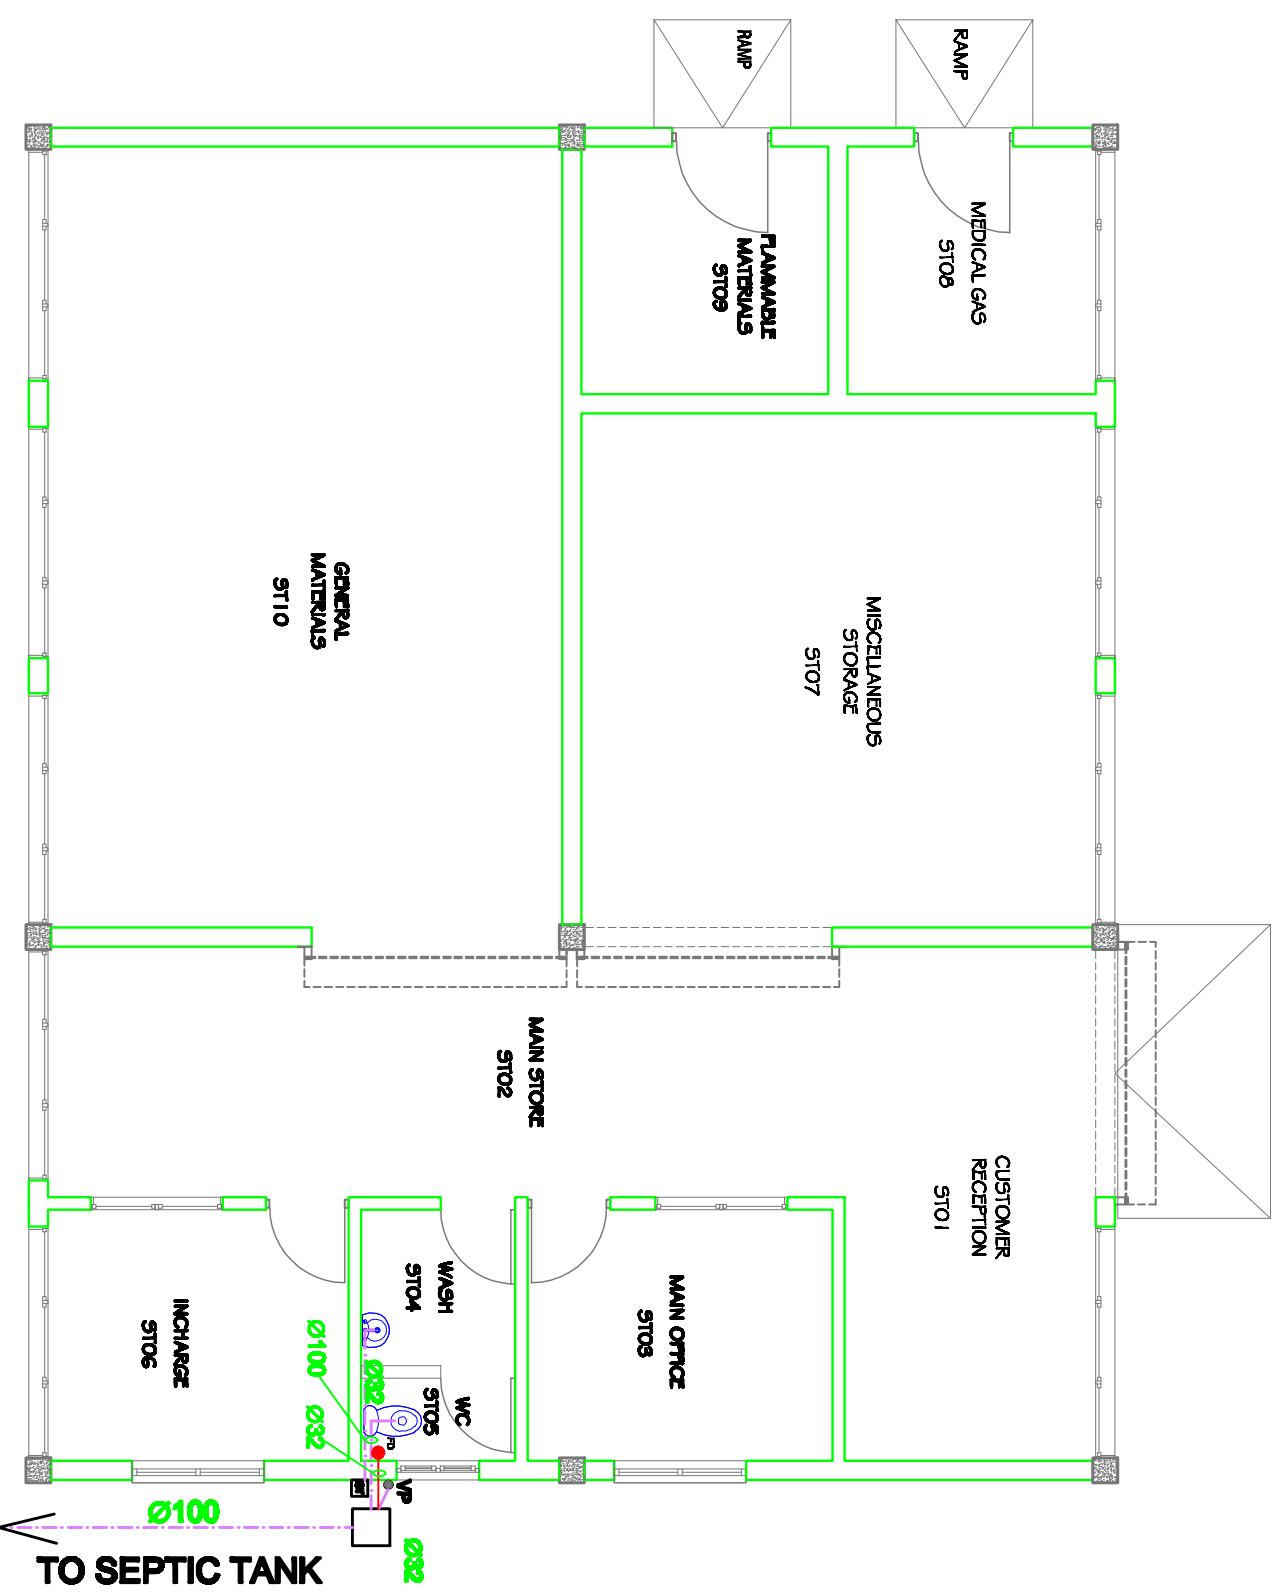 RAMP
RAMP
MEDICAL GAS
ST08
FLAMMABLE
MATERIALS
ST09
GENERAL
MATERIALS
ST10
MISCELLANEOUS
STORAGE
ST07
MAIN STORE
ST02
CUSTOMER
RECEPTION
ST01
WASH
ST04
MAIN OFFICE
ST03
INCHARGE
ST06
WC
ST05
Ø100
Ø32
Ø32
FD
VP
Ø100
Ø32
TO SEPTIC TANK